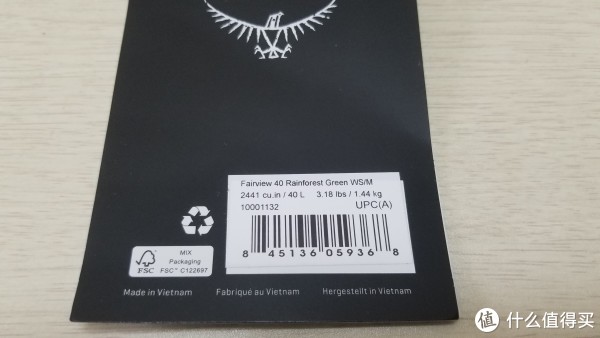 Fairview 40 Rainforest Green WS/M
2441 cu.in / 40 L 3.18 lbs / 1.44 kg
10001132 UPC(A)
8 45136 05936 8
MIX
Packaging
FSC
FSC™ C122697
Made in Vietnam Fabriqué au Vietnam Hergestellt in Vietnam
值 什么值得买